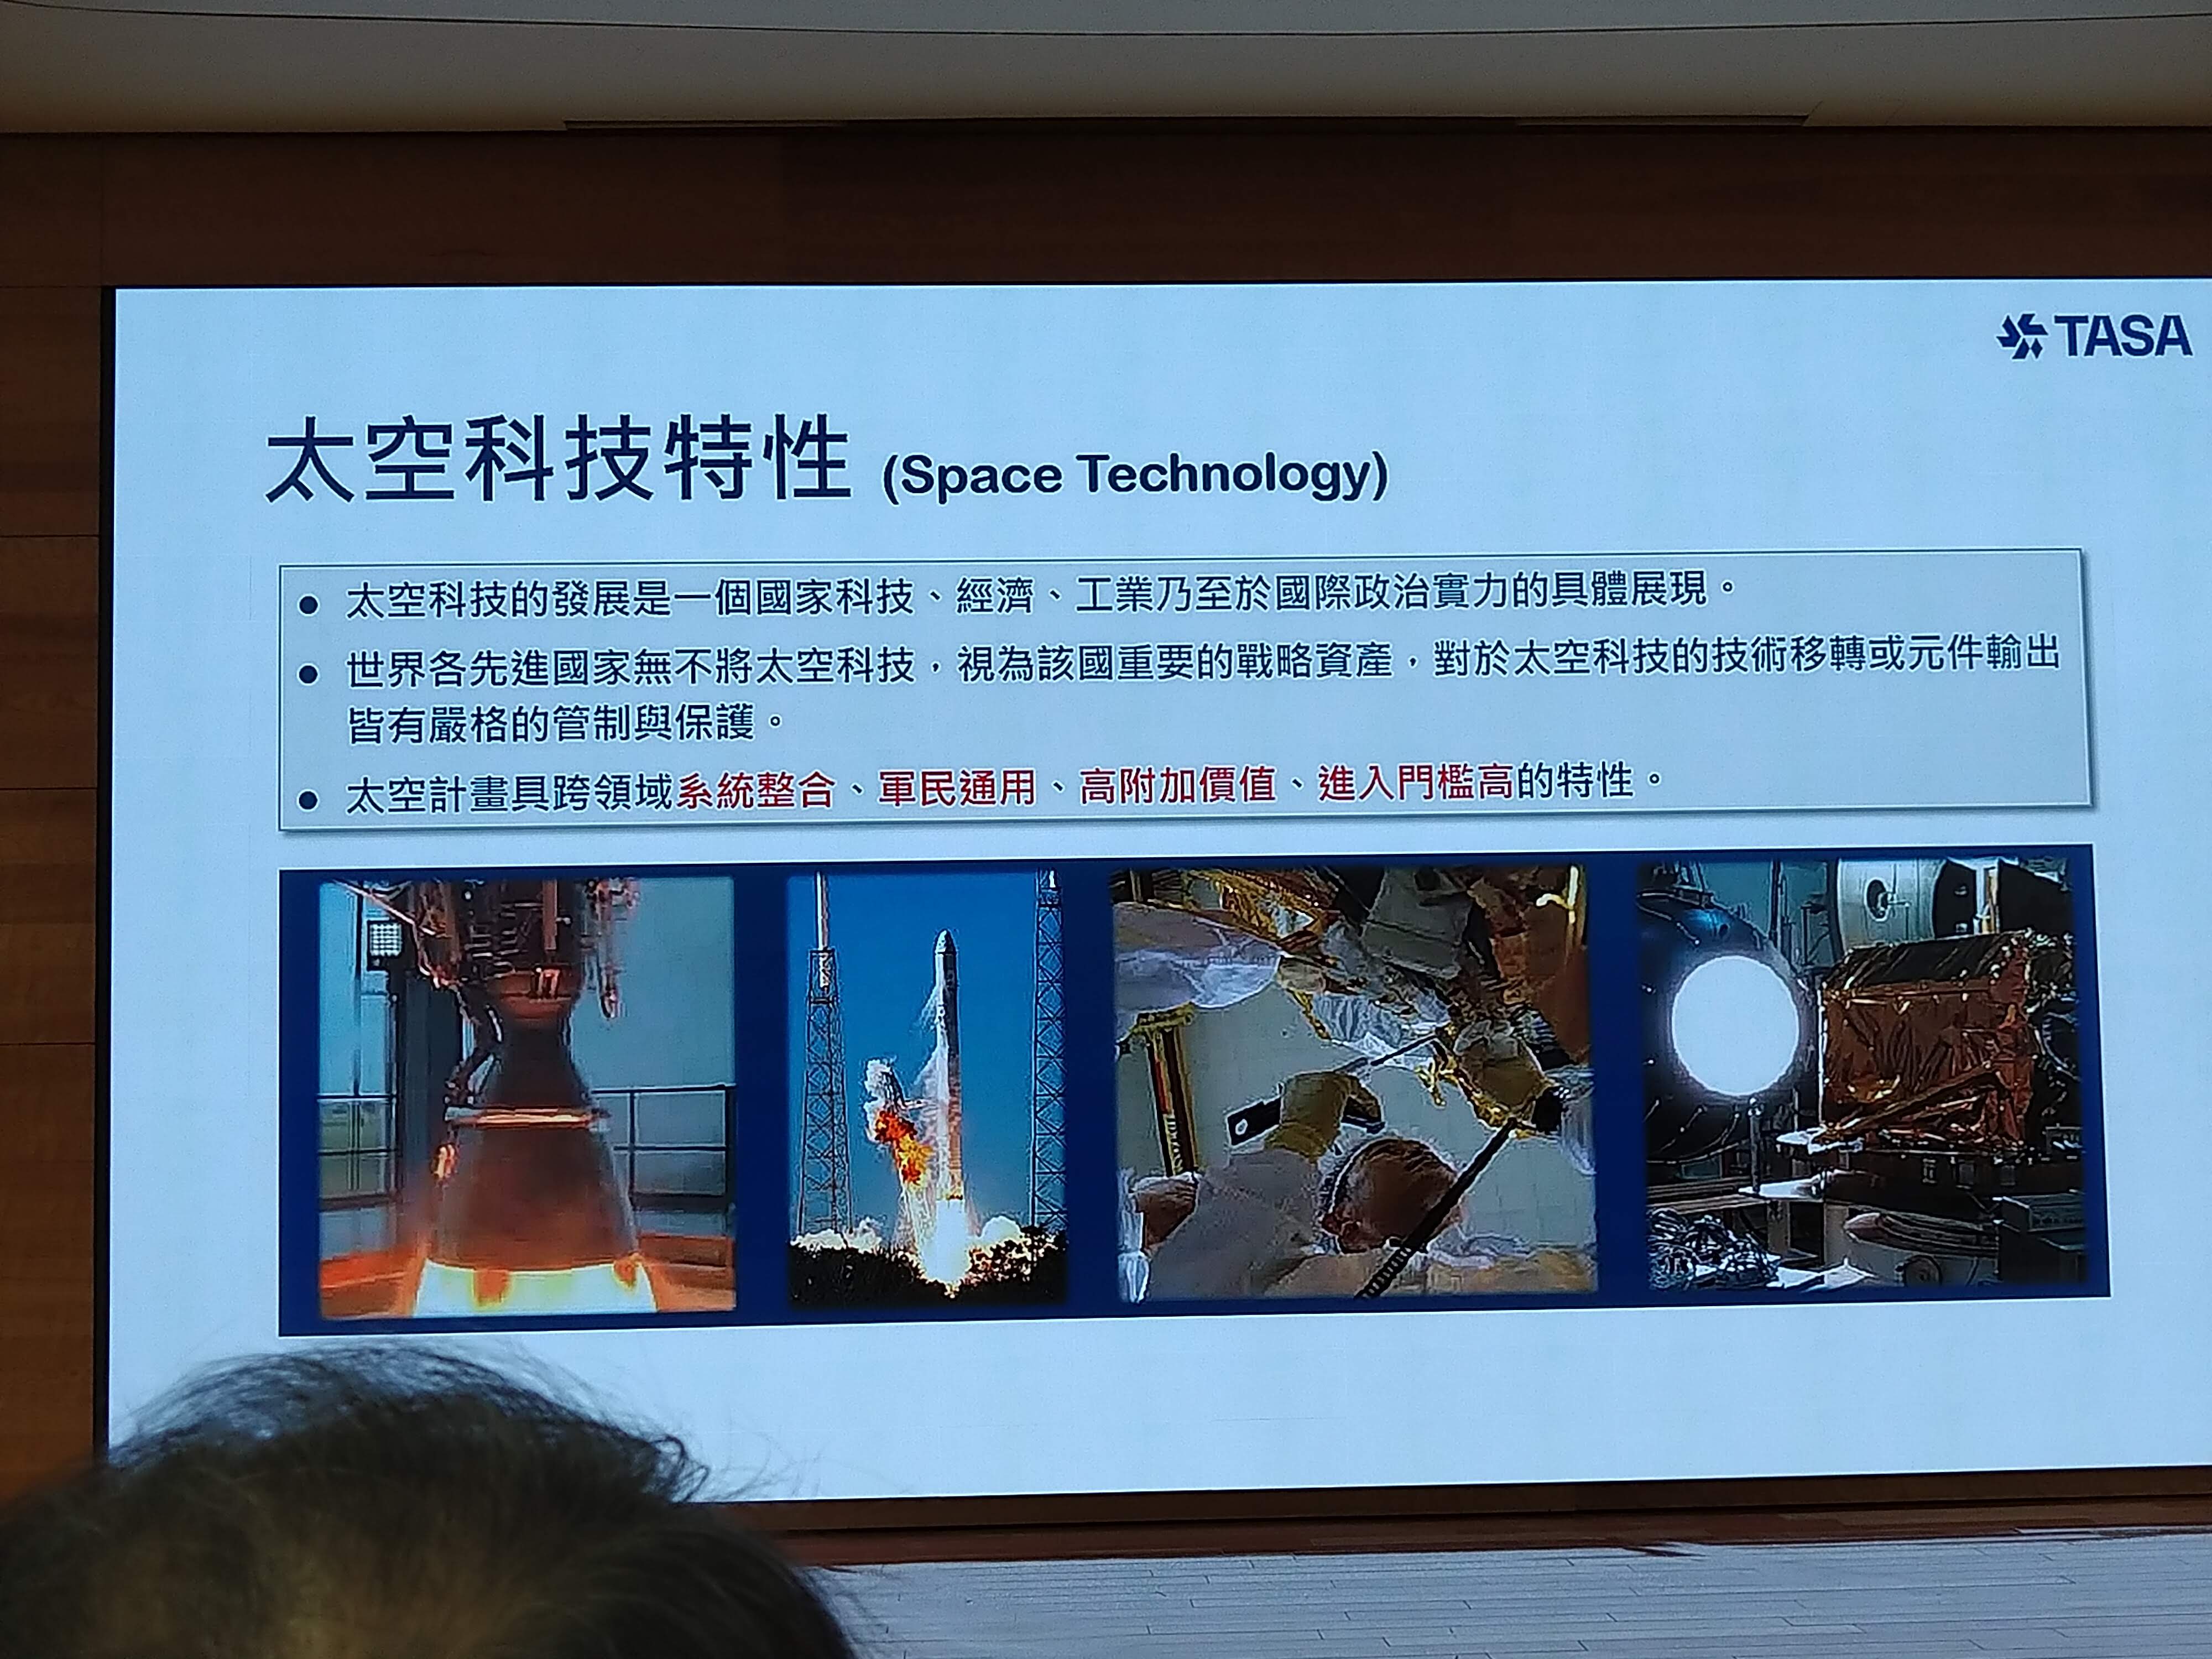 TASA
太空科技特性 (Space Technology)
● 太空科技的發展是一個國家科技、經濟、工業乃至於國際政治實力的具體展現。
● 世界各先進國家無不將太空科技，視為該國重要的戰略資產，對於太空科技的技術移轉或元件輸出
皆有嚴格的管制與保護。
● 太空計畫具跨領域系統整合、軍民通用、高附加價值、進入門檻高的特性。